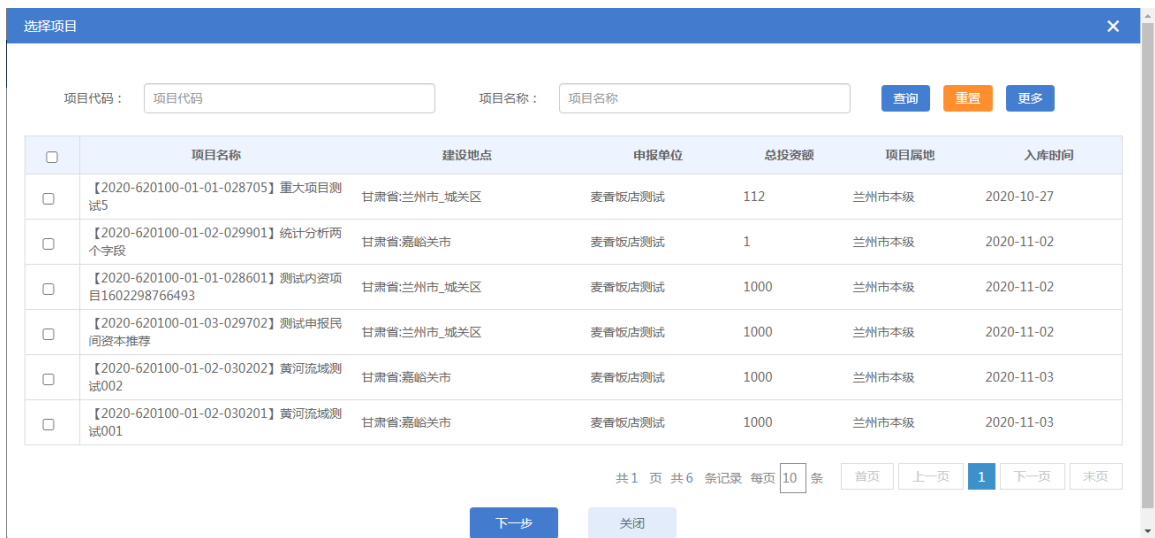 选择项目 ×
项目代码： 项目代码 项目名称： 项目名称 查询 重置 更多
项目名称 建设地点 申报单位 总投资额 项目属地 入库时间
【2020-620100-01-01-028705】重大项目测
试5
甘肃省:兰州市_城关区 麦香饭店测试 112 兰州市本级 2020-10-27
【2020-620100-01-02-029901】统计分析两
个字段
甘肃省:嘉峪关市 麦香饭店测试 1 兰州市本级 2020-11-02
【2020-620100-01-01-028601】测试内资项
目1602298766493
甘肃省:兰州市_城关区 麦香饭店测试 1000 兰州市本级 2020-11-02
【2020-620100-01-03-029702】测试申报民
间资本推荐
甘肃省:兰州市_城关区 麦香饭店测试 1000 兰州市本级 2020-11-02
【2020-620100-01-02-030202】黄河流域测
试002
甘肃省:嘉峪关市 麦香饭店测试 1000 兰州市本级 2020-11-03
【2020-620100-01-02-030201】黄河流域测
试001
甘肃省:嘉峪关市 麦香饭店测试 1000 兰州市本级 2020-11-03
共1 页 共6 条记录 每页 10 条 首页 上一页 1 下一页 末页
下一步 关闭